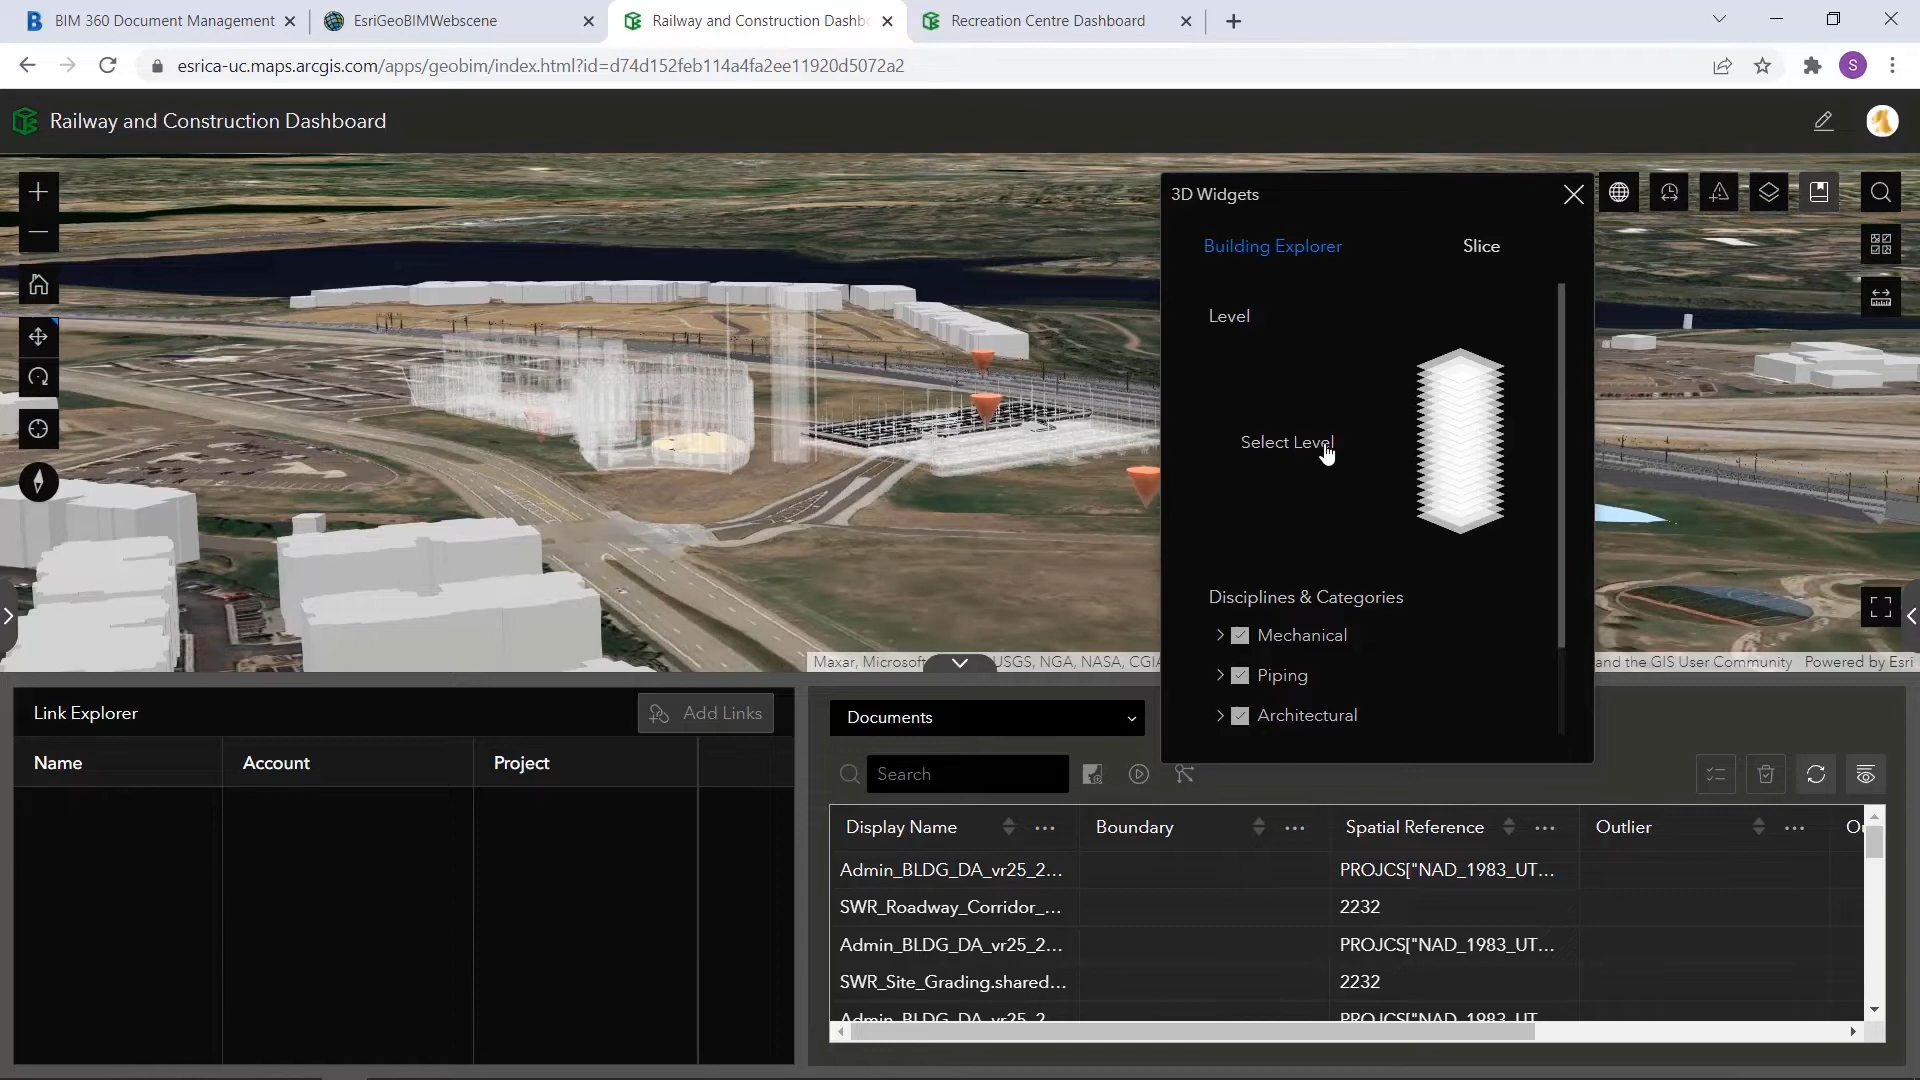 BIM 360 Document Management
EsriGeoBIMWebscene
Railway and Construction Dashb
Recreation Centre Dashboard
esrica-uc.maps.arcgis.com/apps/geobim/index.html?id=d74d152feb114a4fa2ee11920d5072a2
S
Railway and Construction Dashboard
3D Widgets
Building Explorer
Slice
Level
Select Level
Disciplines & Categories
Mechanical
Piping
Architectural
Maxar, Microsoft
USGS, NGA, NASA, CGIA
and the GIS User Community
Powered by Esri
Link Explorer
Add Links
Name
Account
Project
Documents
Search
Display Name
Boundary
Spatial Reference
Outlier
Admin_BLDG_DA_vr25_2...
PROJCS["NAD_1983_UT...
SWR_Roadway_Corridor_...
2232
Admin_BLDG_DA_vr25_2...
PROJCS["NAD_1983_UT...
SWR_Site_Grading.shared...
2232
Admin_BLDG_DA_vr25_2
PROJCS["NAD_1983_UT